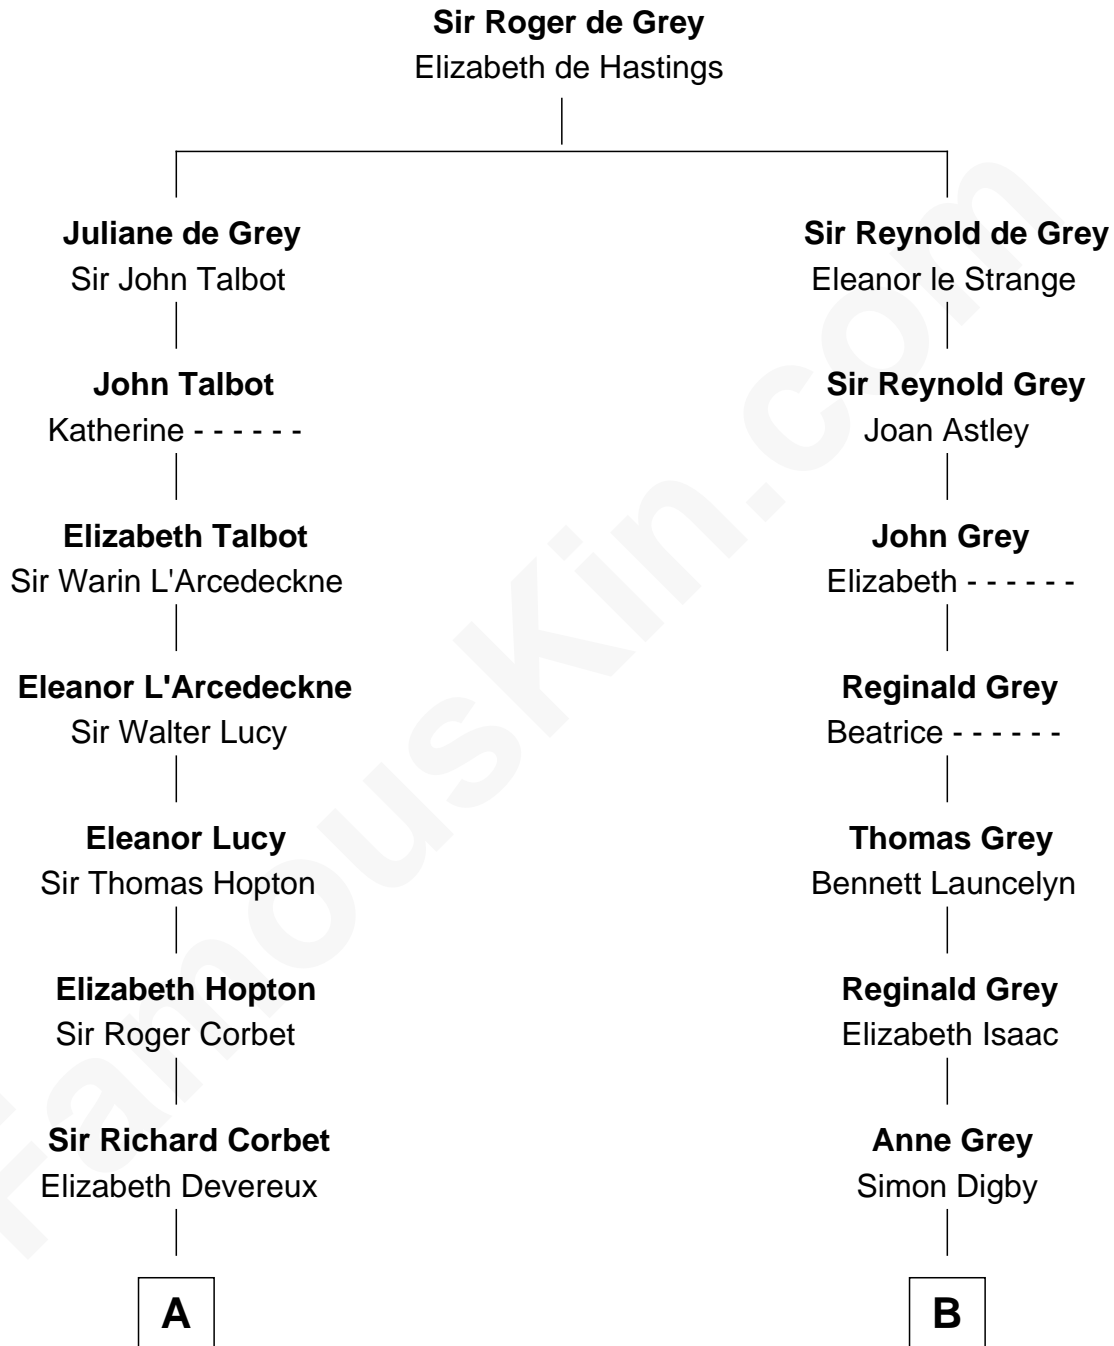 Sir Roger de Grey
Elizabeth de Hastings
Juliane de Grey
Sir John Talbot
Sir Reynold de Grey
Eleanor le Strange
John Talbot
Katherine - - - - - -
Sir Reynold Grey
Joan Astley
Elizabeth Talbot
Sir Warin L'Arcedeckne
John Grey
Elizabeth - - - - - -
Eleanor L'Arcedeckne
Sir Walter Lucy
Reginald Grey
Beatrice - - - - - -
Eleanor Lucy
Sir Thomas Hopton
Thomas Grey
Bennett Launcelyn
Elizabeth Hopton
Sir Roger Corbet
Reginald Grey
Elizabeth Isaac
Sir Richard Corbet
Elizabeth Devereux
Anne Grey
Simon Digby
A
B
FamousKin.com